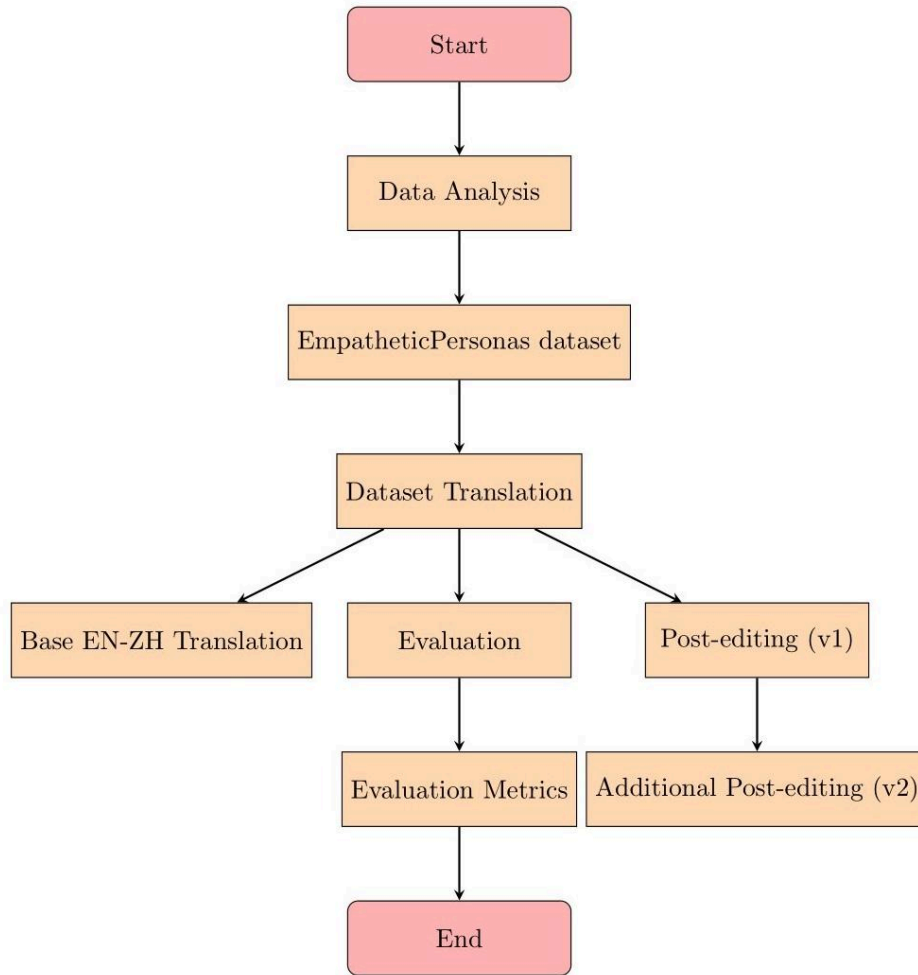 Start
Data Analysis
EmpatheticPersonas dataset
Dataset Translation
Base EN-ZH Translation
Evaluation
Post-editing (v1)
Evaluation Metrics
Additional Post-editing (v2)
End